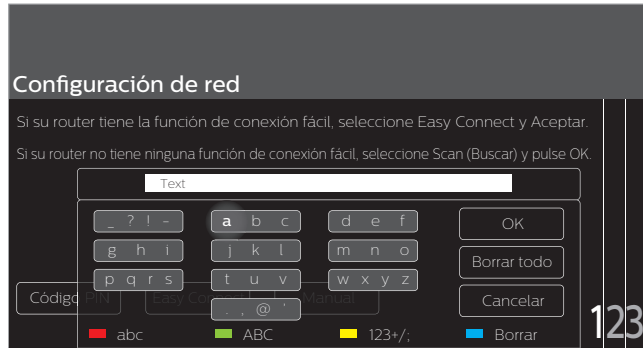 Configuración de red
Si su router tiene la función de conexión fácil, seleccione Easy Connect y Aceptar.
Si su router no tiene ninguna función de conexión fácil, seleccione Scan (Buscar) y pulse OK.
Text
_ ? ! - a b c d e f OK
g h i j k l m n o Borrar todo
p q r s t u v w x y z
Código PIN Easy Connect Manual . , @ ' Cancelar
123
abc ABC 123+/; Borrar